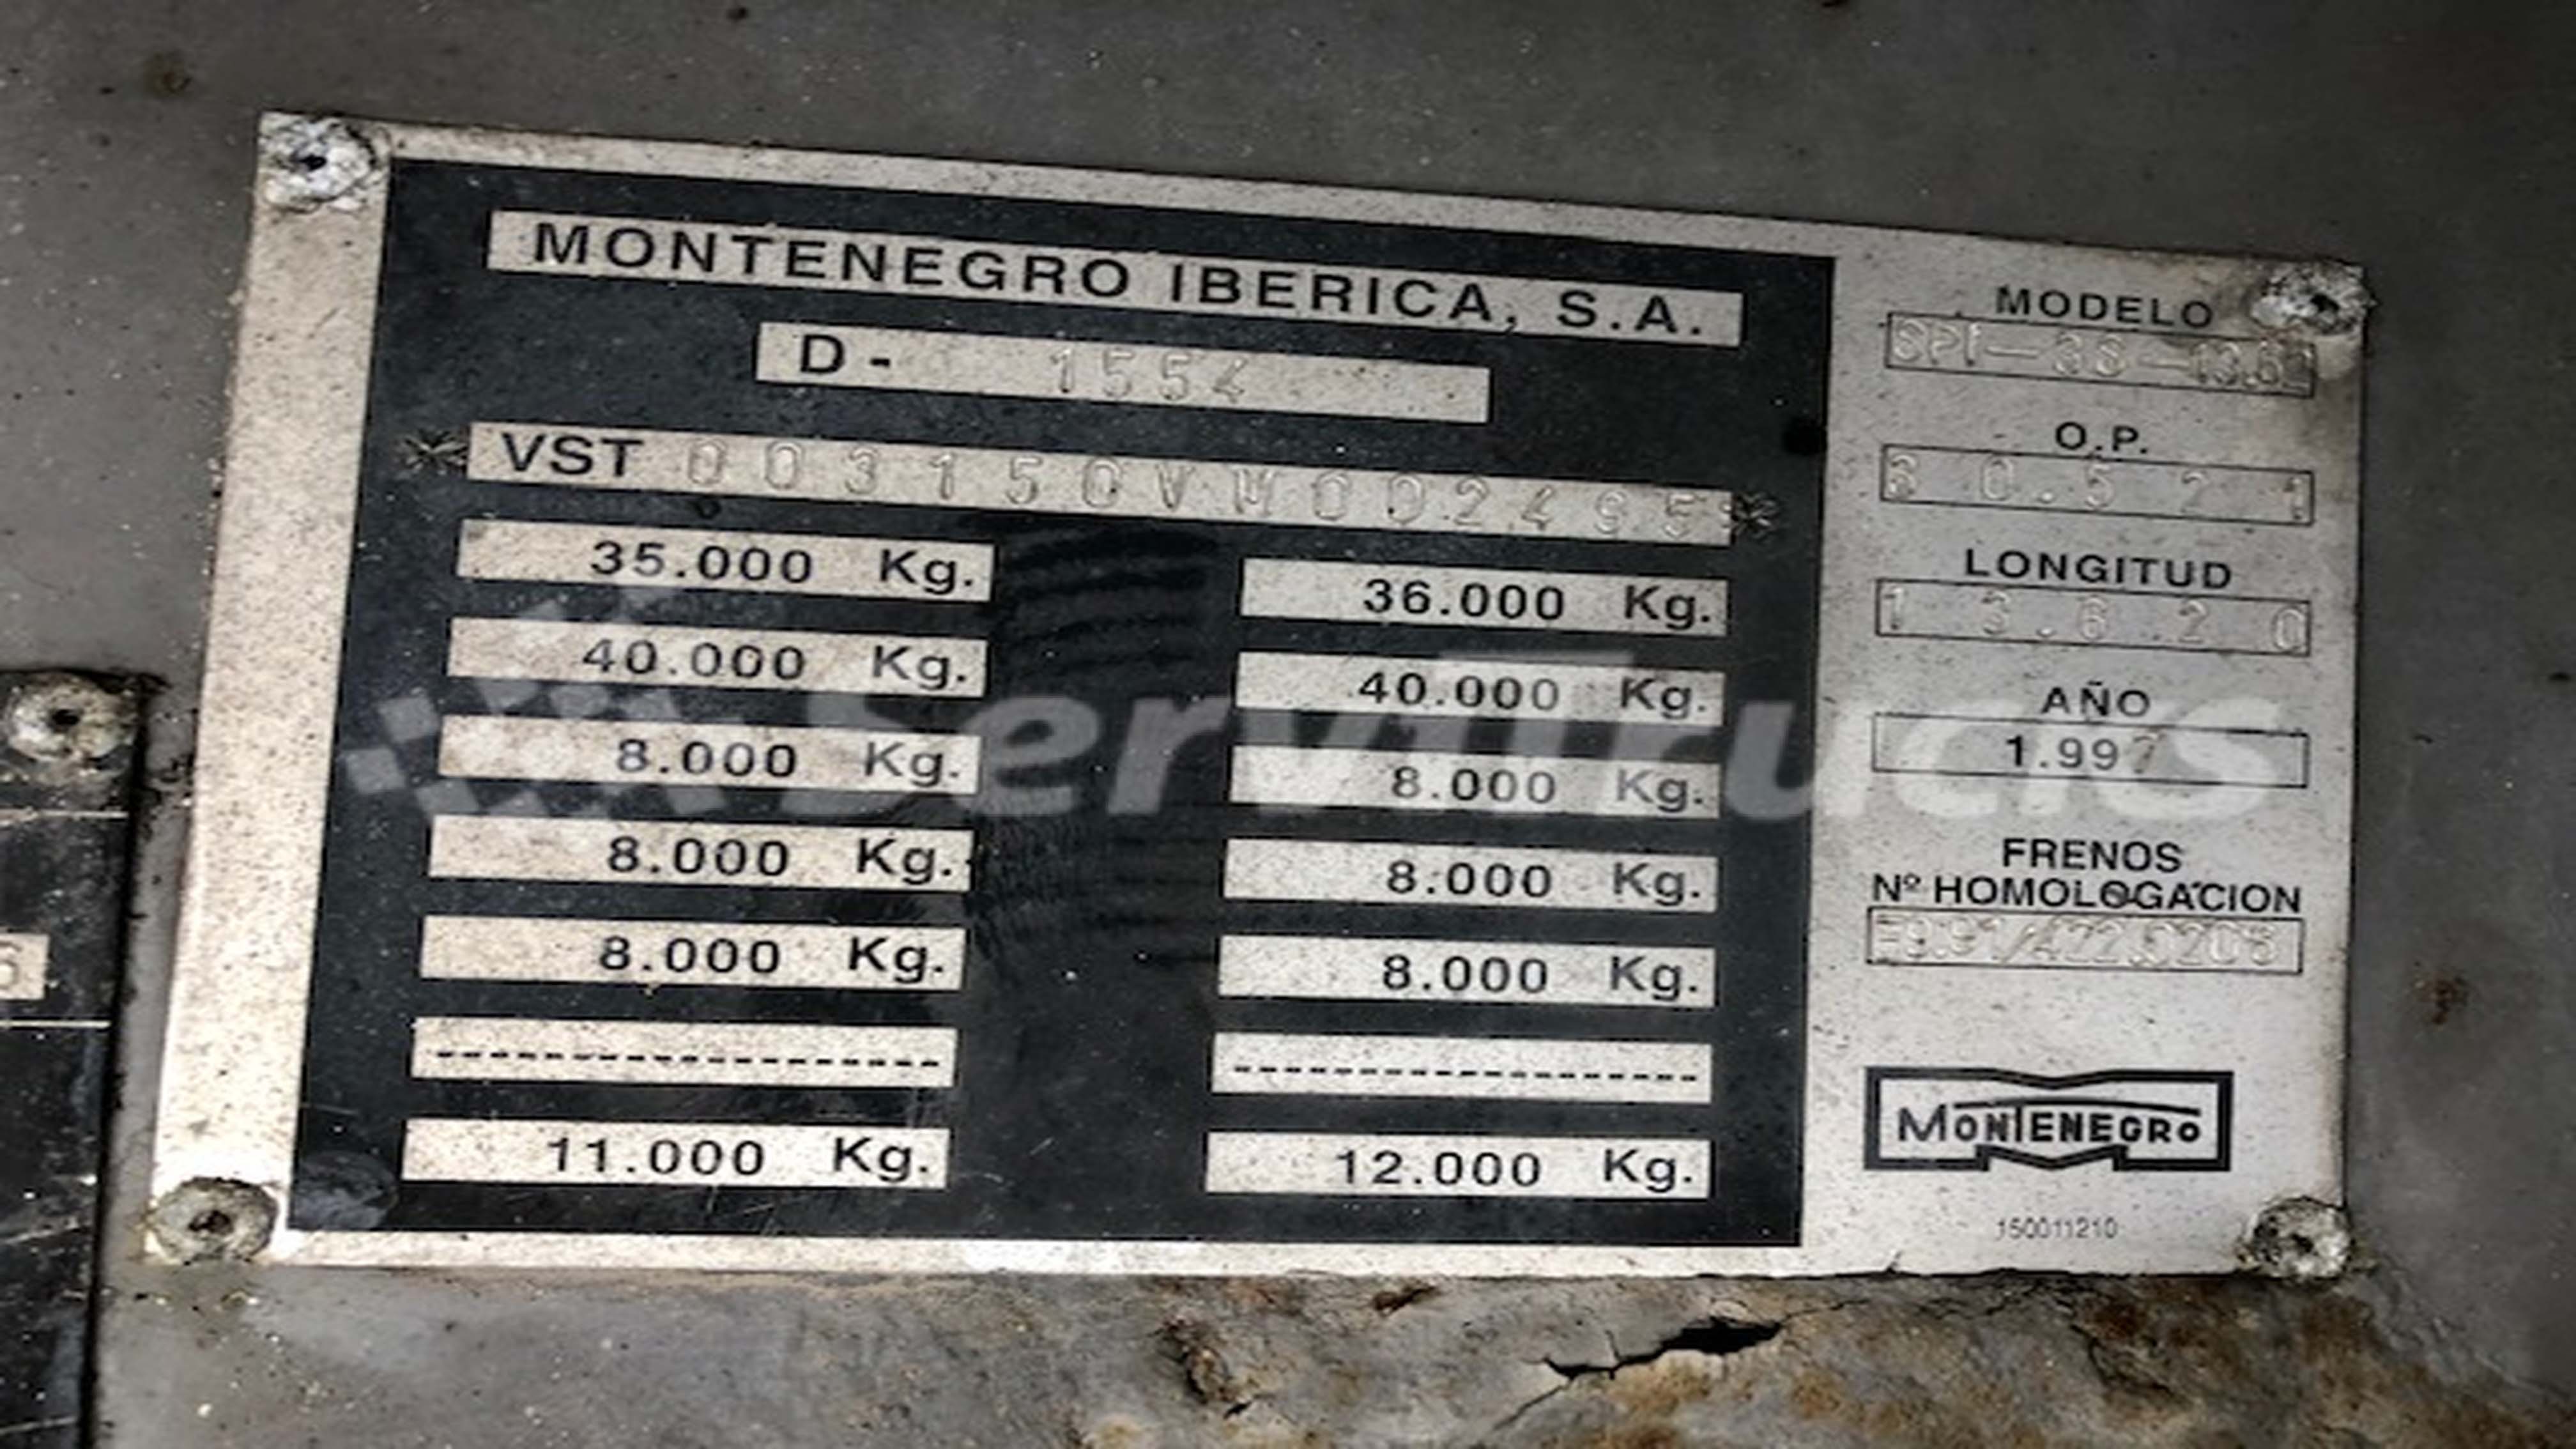 MONTENEGRO IBERICA, S.A.
D- 1554
VST 003150VW0002495
35.000 Kg.
36.000 Kg.
40.000 Kg.
40.000 Kg.
8.000 Kg.
8.000 Kg.
8.000 Kg.
8.000 Kg.
8.000 Kg.
8.000 Kg.
-------------------
-------------------
11.000 Kg.
12.000 Kg.
MODELO
O.P.
30.521
LONGITUD
13.620
AÑO
1.997
FRENOS
Nº HOMOLOGACION
MONTENEGRO
150011210
ServiTrucks